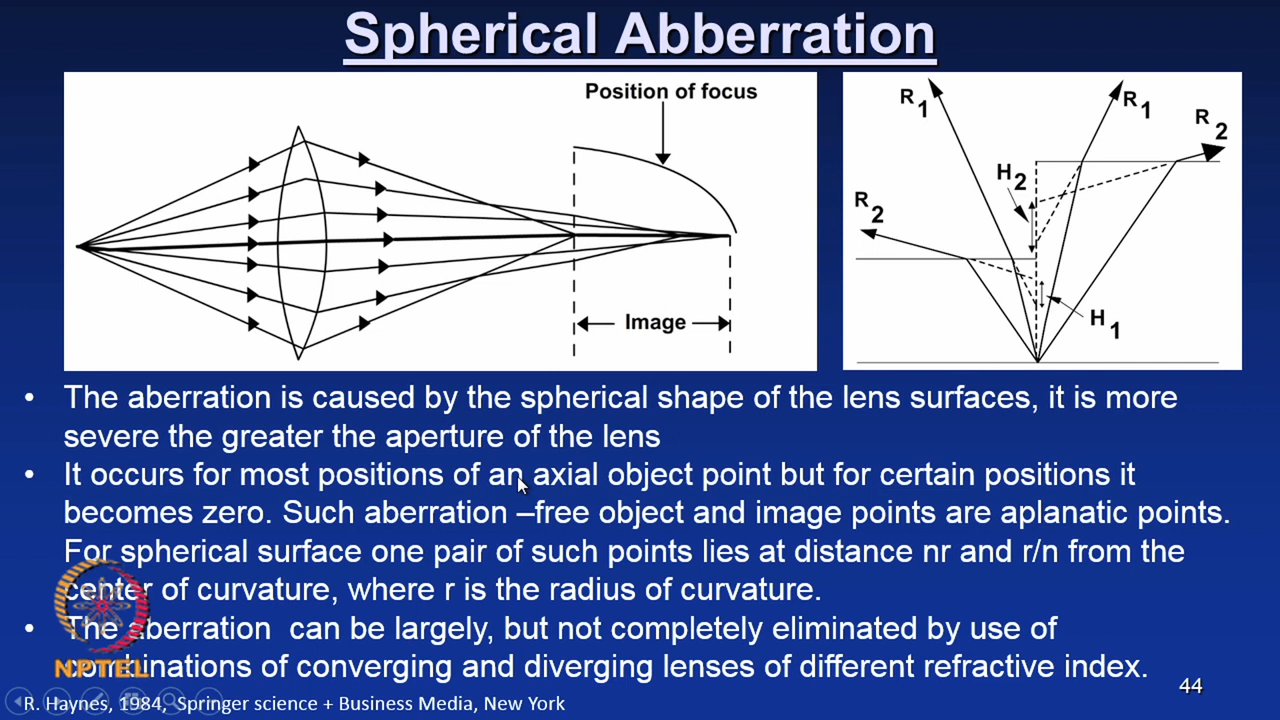 Spherical Abberration
Position of focus
Image
R1
R1
R2
H2
R2
H1
• The aberration is caused by the spherical shape of the lens surfaces, it is more
severe the greater the aperture of the lens
• It occurs for most positions of an axial object point but for certain positions it
becomes zero. Such aberration –free object and image points are aplanatic points.
For spherical surface one pair of such points lies at distance nr and r/n from the
center of curvature, where r is the radius of curvature.
• The aberration can be largely, but not completely eliminated by use of
combinations of converging and diverging lenses of different refractive index.
NPTEL
44
R. Haynes, 1984, Springer science + Business Media, New York